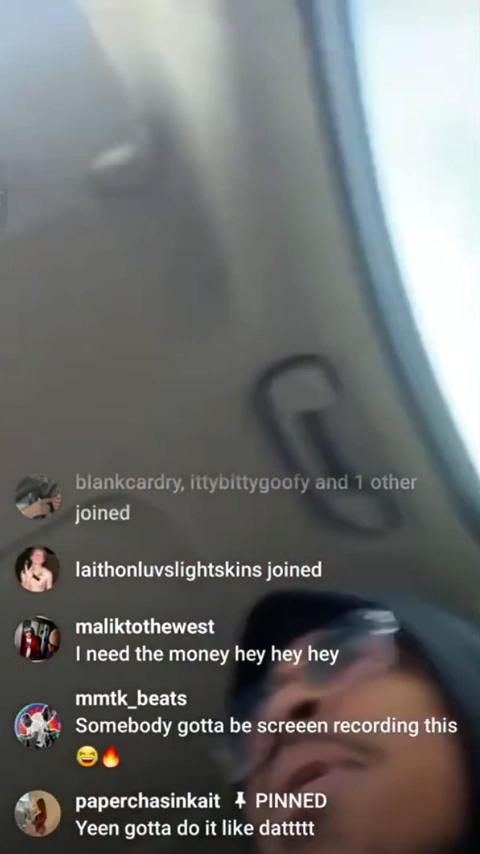 blankcardry, ittybittygoofy and 1 other
joined
laithonluvslightskins joined
maliktothewest
I need the money hey hey hey
mmtk_beats
Somebody gotta be screeen recording this
😂🔥
paperchasinkait 📌 PINNED
Yeen gotta do it like dattttt